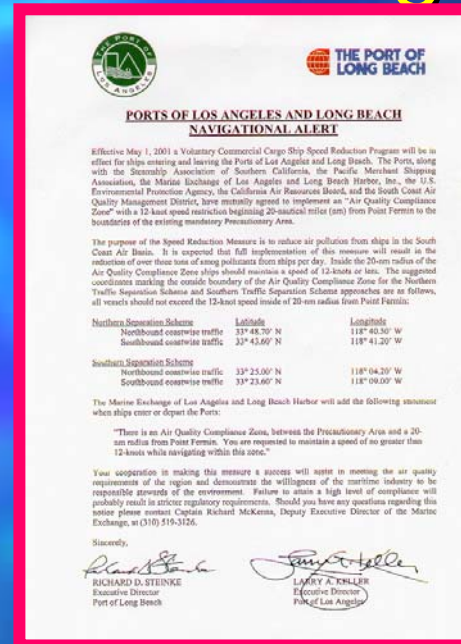 THE PORT OF
LOS ANGELES
THE PORT OF
LONG BEACH
PORTS OF LOS ANGELES AND LONG BEACH
NAVIGATIONAL ALERT
Effective May 1, 2001 a Voluntary Commercial Cargo Ship Speed Reduction Program will be in
effect for ships entering and leaving the Ports of Los Angeles and Long Beach. The Ports, along
with the Steamship Association of Southern California, the Pacific Merchant Shipping
Association, the Marine Exchange of Los Angeles and Long Beach Harbor, Inc., the U.S.
Environmental Protection Agency, the California Air Resources Board, and the South Coast Air
Quality Management District, have mutually agreed to implement an "Air Quality Compliance
Zone" with a 12-knot speed restriction beginning 20-nautical miles (nm) from Point Fermin to the
boundaries of the existing mandatory Precautionary Area.
The purpose of the Speed Reduction Measure is to reduce air pollution from ships in the South
Coast Air Basin. It is expected that full implementation of this measure will result in the
reduction of over three tons of smog pollutants from ships per day. Inside the 20-nm radius of the
Air Quality Compliance Zone ships should maintain a speed of 12-knots or less. The suggested
coordinates marking the outside boundary of the Air Quality Compliance Zone for the Northern
Traffic Separation Scheme and Southern Traffic Separation Scheme approaches are as follows,
all vessels should not exceed the 12-knot speed inside of 20-nm radius from Point Fermin:
Northern Separation Scheme Latitude Longitude
Northbound coastwise traffic 33° 48.70' N 118° 40.30' W
Southbound coastwise traffic 33° 43.60' N 118° 41.20' W
Southern Separation Scheme
Northbound coastwise traffic 33° 25.00' N 118° 04.20' W
Southbound coastwise traffic 33° 23.60' N 118° 09.00' W
The Marine Exchange of Los Angeles and Long Beach Harbor will add the following statement
when ships enter or depart the Ports:
"There is an Air Quality Compliance Zone, between the Precautionary Area and a 20-
nm radius from Point Fermin. You are requested to maintain a speed of no greater than
12-knots while navigating within this zone."
Your cooperation in making this measure a success will assist in meeting the air quality
requirements of the region and demonstrate the willingness of the maritime industry to be
responsible stewards of the environment. Failure to attain a high level of compliance will
probably result in stricter regulatory requirements. Should you have any questions regarding this
notice please contact Captain Richard McKenna, Deputy Executive Director of the Marine
Exchange, at (310) 519-3126.
Sincerely,
RICHARD D. STEINKE LARRY A. KELLER
Executive Director Executive Director
Port of Long Beach Port of Los Angeles